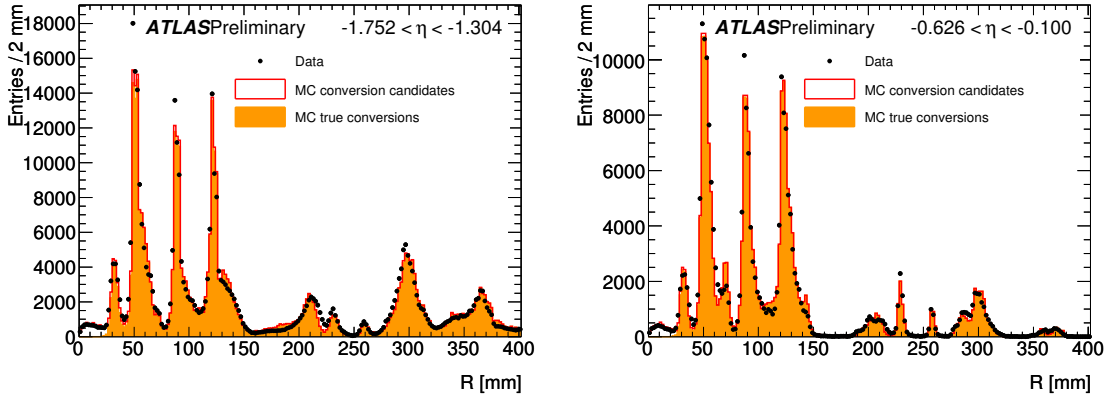 ATLAS Preliminary -1.752 < η < -1.304
Data
MC conversion candidates
MC true conversions
Entries / 2 mm
18000
16000
14000
12000
10000
8000
6000
4000
2000
0
0 50 100 150 200 250 300 350 400
R [mm]
ATLAS Preliminary -0.626 < η < -0.100
Data
MC conversion candidates
MC true conversions
Entries / 2 mm
10000
8000
6000
4000
2000
0
0 50 100 150 200 250 300 350 400
R [mm]